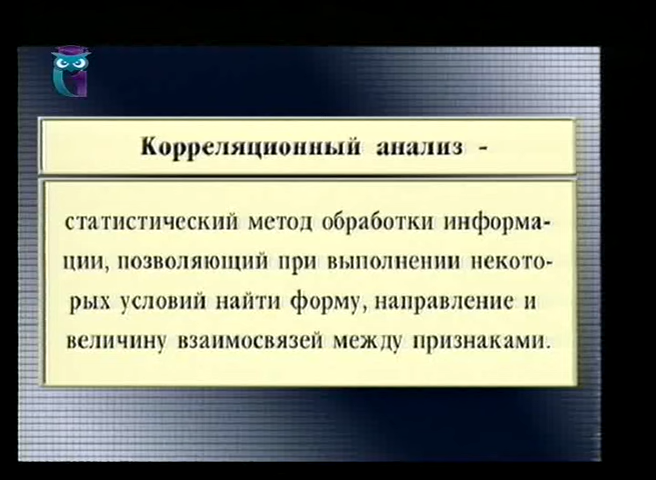 Корреляционный анализ -
статистический метод обработки информа-
ции, позволяющий при выполнении некото-
рых условий найти форму, направление и
величину взаимосвязей между признаками.